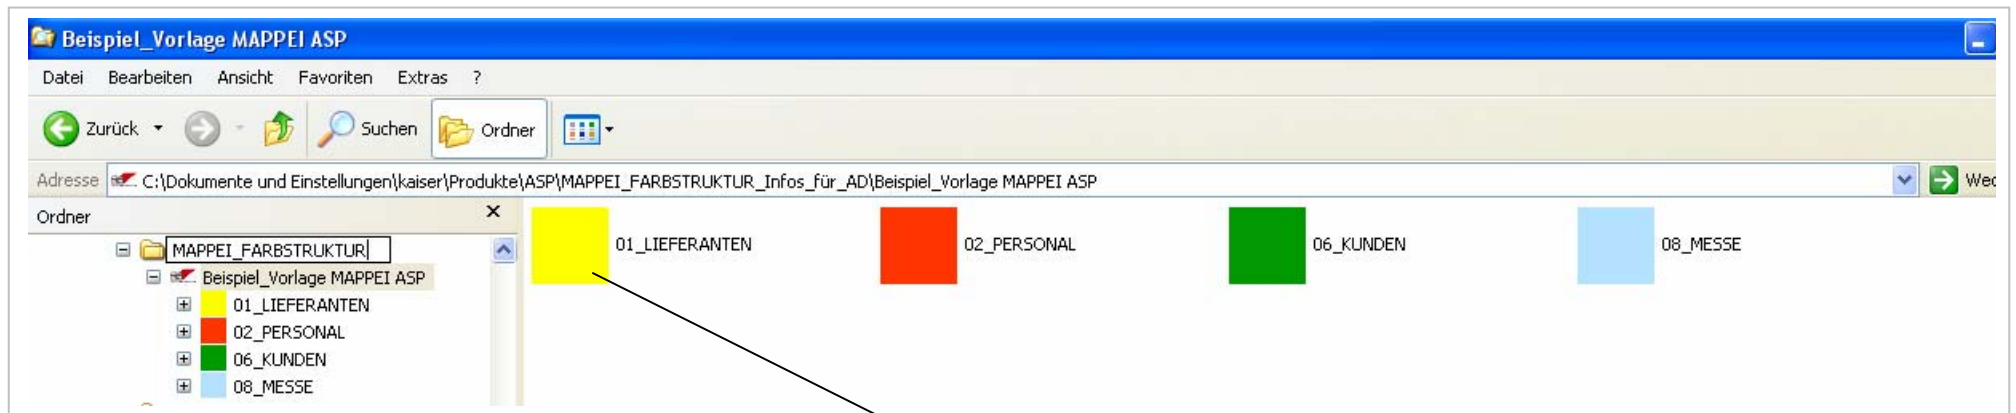 Beispiel_Vorlage MAPPEI ASP
Datei Bearbeiten Ansicht Favoriten Extras ?
Zurück Suchen Ordner
Adresse C:\Dokumente und Einstellungen\kaiser\Produkte\ASP\MAPPEI_FARBSTRUKTUR_Infos_für_AD\Beispiel_Vorlage MAPPEI ASP Wec
Ordner x
MAPPEI_FARBSTRUKTUR
Beispiel_Vorlage MAPPEI ASP
01_LIEFERANTEN
02_PERSONAL
06_KUNDEN
08_MESSE
01_LIEFERANTEN 02_PERSONAL 06_KUNDEN 08_MESSE